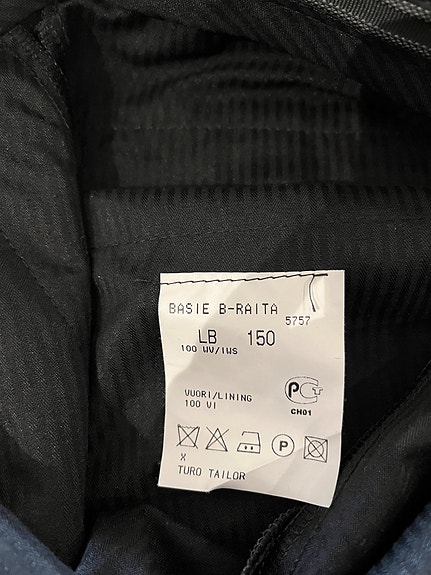 BASIE B-RAITA
5757
LB 150
100 WV/IWS
VUORI/LINING
100 VI
PCT
CH01
P
X
TURO TAILOR